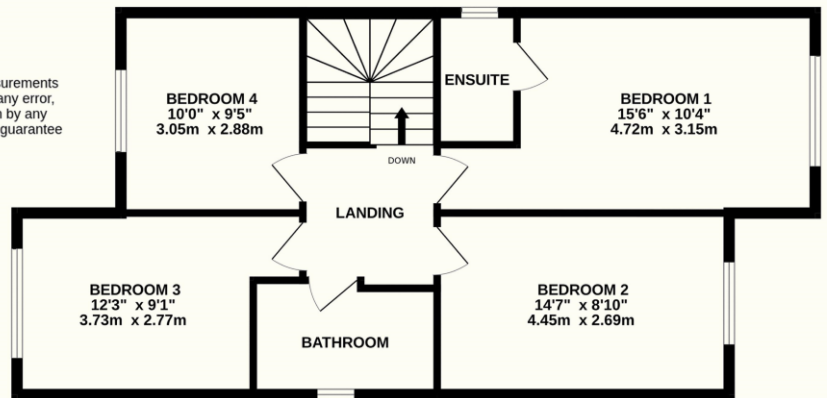 surements
any error,
n by any
guarantee
BEDROOM 4
10'0" x 9'5"
3.05m x 2.88m
ENSUITE
BEDROOM 1
15'6" x 10'4"
4.72m x 3.15m
DOWN
LANDING
BEDROOM 3
12'3" x 9'1"
3.73m x 2.77m
BATHROOM
BEDROOM 2
14'7" x 8'10"
4.45m x 2.69m